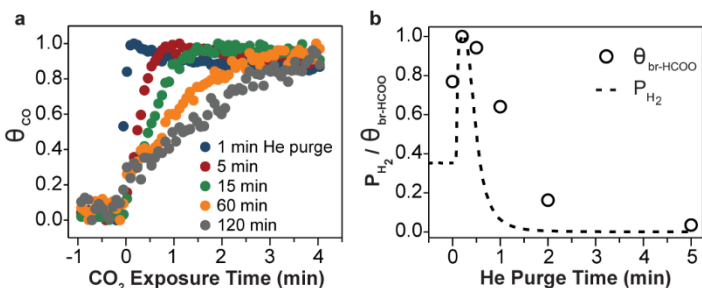 a
θCO
1.0
0.8
0.6
0.4
0.2
0.0
1 min He purge
5 min
15 min
60 min
120 min
-1 0 1 2 3 4
CO2 Exposure Time (min)
b
PH2 / θbr-HCOO
1.0
0.8
0.6
0.4
0.2
0.0
θbr-HCOO
PH2
0 1 2 3 4 5
He Purge Time (min)